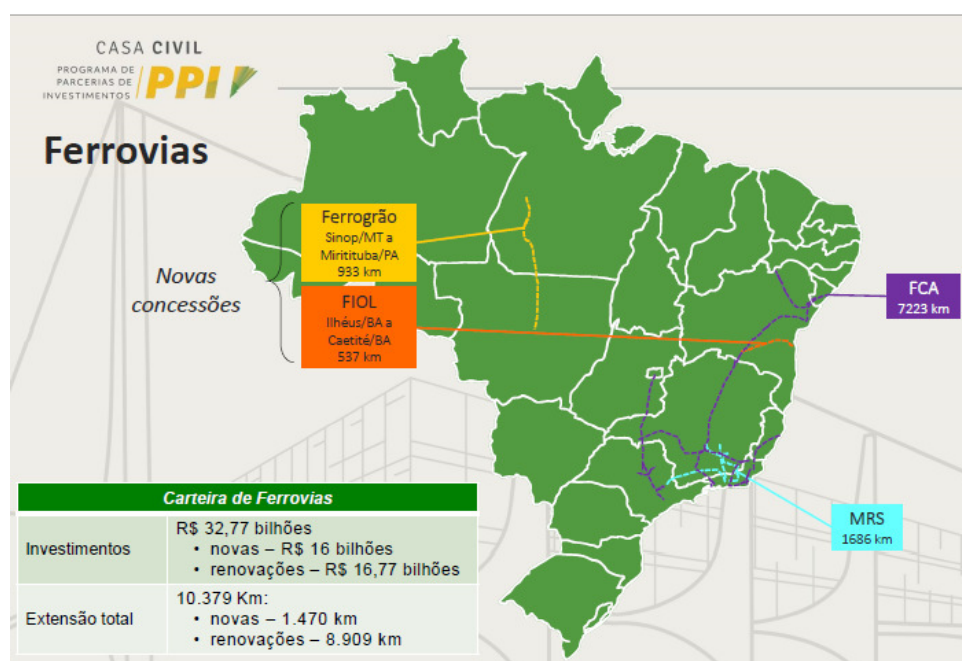 CASA CIVIL
PROGRAMA DE
PARCERIAS DE
INVESTIMENTOS
PPI
Ferrovias
Novas
concessões
Ferrogrão
Sinop/MT a
Miritituba/PA
933 km
FIOL
Ilhéus/BA a
Caetité/BA
537 km
FCA
7223 km
MRS
1686 km
Carteira de Ferrovias
Investimentos
R$ 32,77 bilhões
• novas – R$ 16 bilhões
• renovações – R$ 16,77 bilhões
Extensão total
10.379 Km:
• novas – 1.470 km
• renovações – 8.909 km